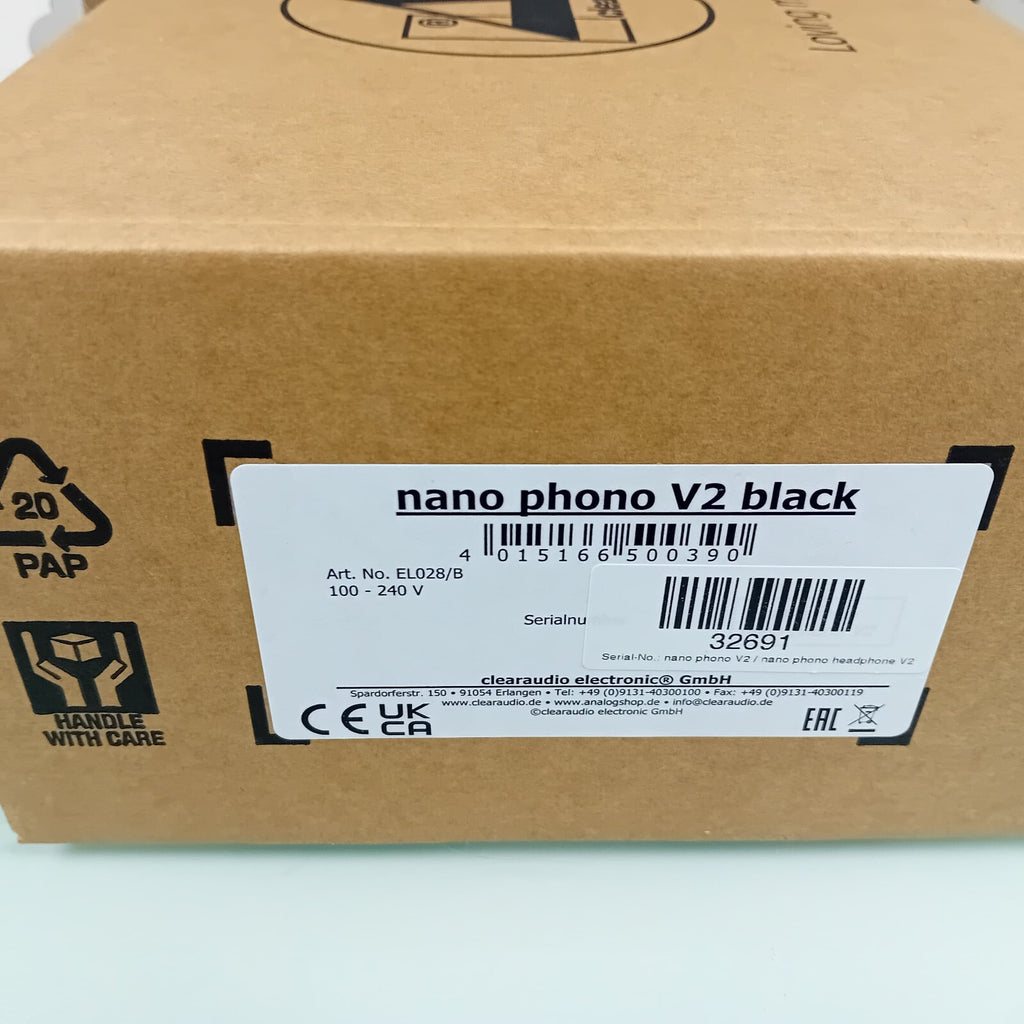 clea
Loving
20
PAP
HANDLE
WITH CARE
nano phono V2 black
4 015166 500390
Art. No. EL028/B
100 - 240 V
Serialnu
32691
Serial-No.: nano phono V2 / nano phono headphone V2
clearaudio electronic® GmbH
Spardorferstr. 150 • 91054 Erlangen • Tel: +49 (0)9131-40300100 • Fax: +49 (0)9131-40300119
www.clearaudio.de • www.analogshop.de • info@clearaudio.de
©clearaudio electronic GmbH
CE UK
CA
EAC